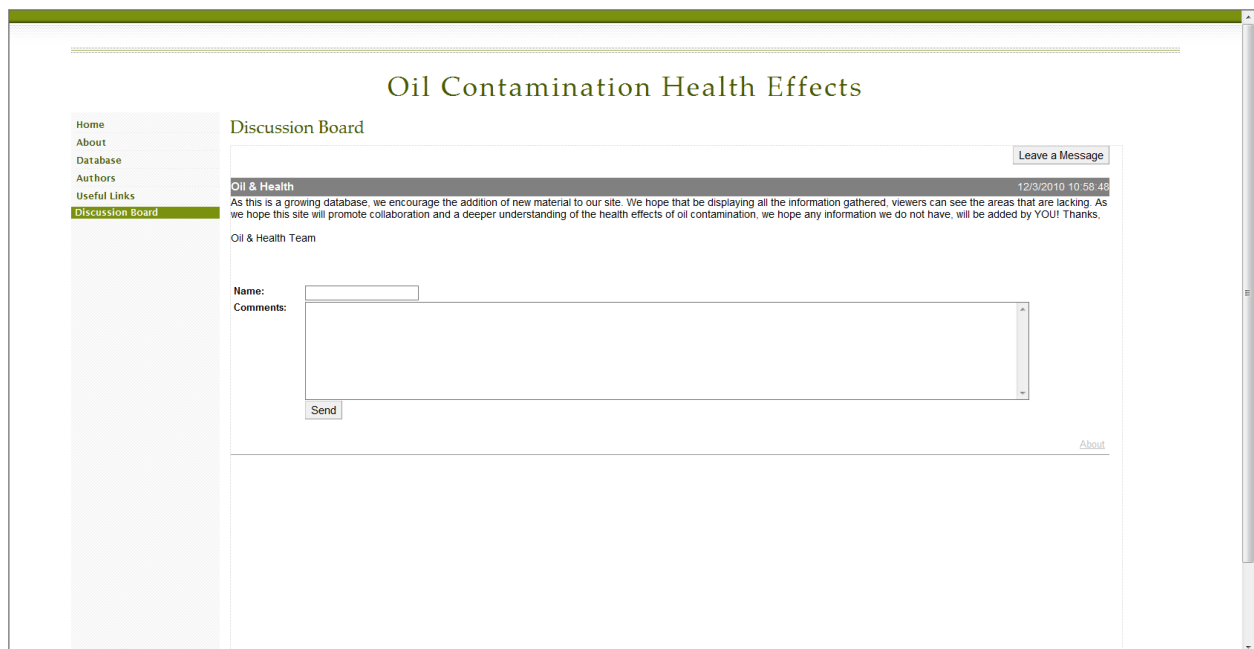 Oil Contamination Health Effects
Home
About
Database
Authors
Useful Links
Discussion Board
Discussion Board
Leave a Message
Oil & Health 12/3/2010 10:58:48
As this is a growing database, we encourage the addition of new material to our site. We hope that be displaying all the information gathered, viewers can see the areas that are lacking. As
we hope this site will promote collaboration and a deeper understanding of the health effects of oil contamination, we hope any information we do not have, will be added by YOU! Thanks,
Oil & Health Team
Name:
Comments:
Send
About